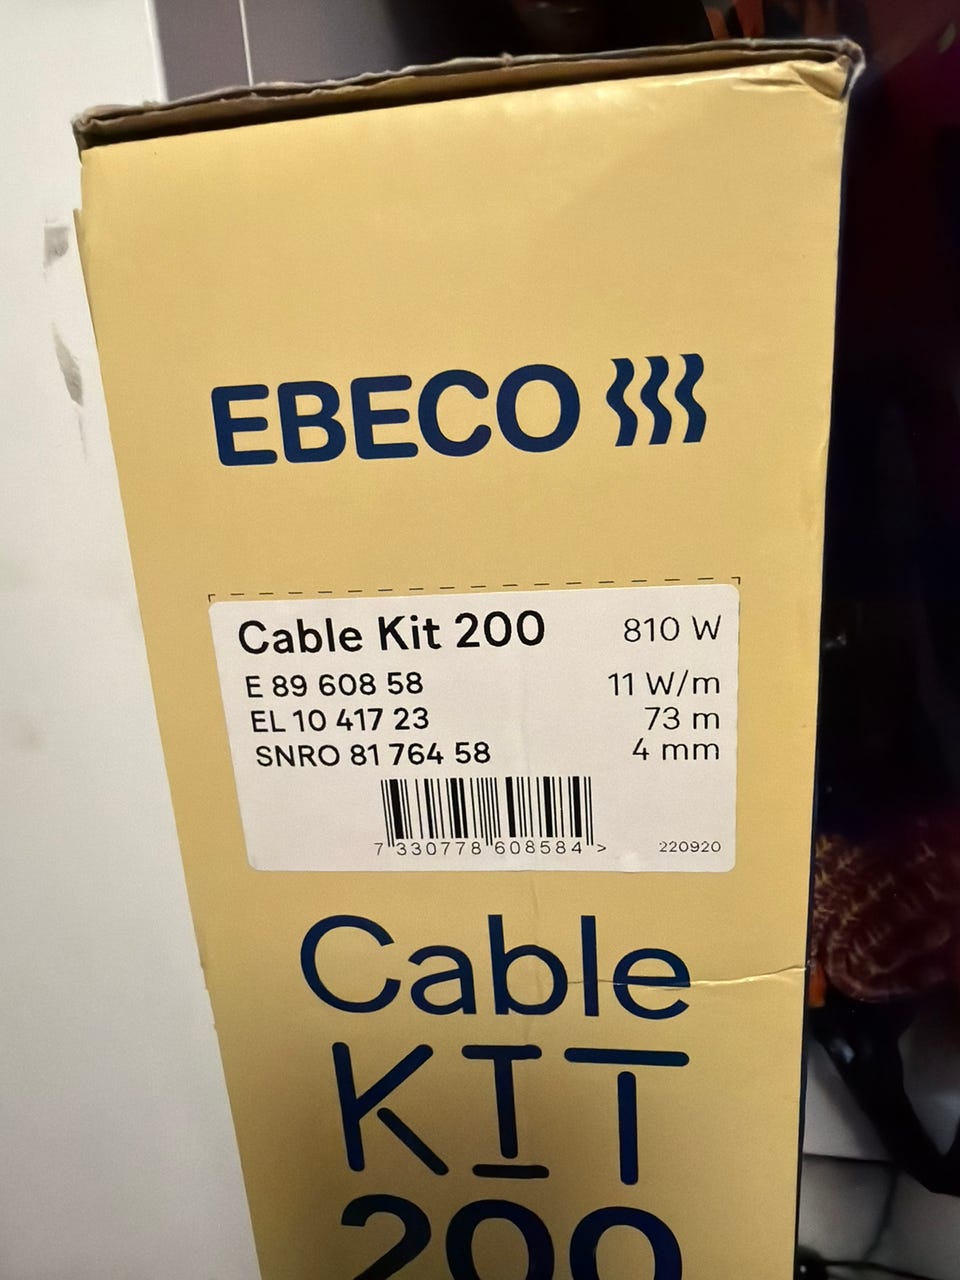 EBECO
Cable Kit 200 810 W
E 89 608 58 11 W/m
EL 10 417 23 73 m
SNRO 81 764 58 4 mm
7 330778 608584 > 220920
Cable
KIT
200